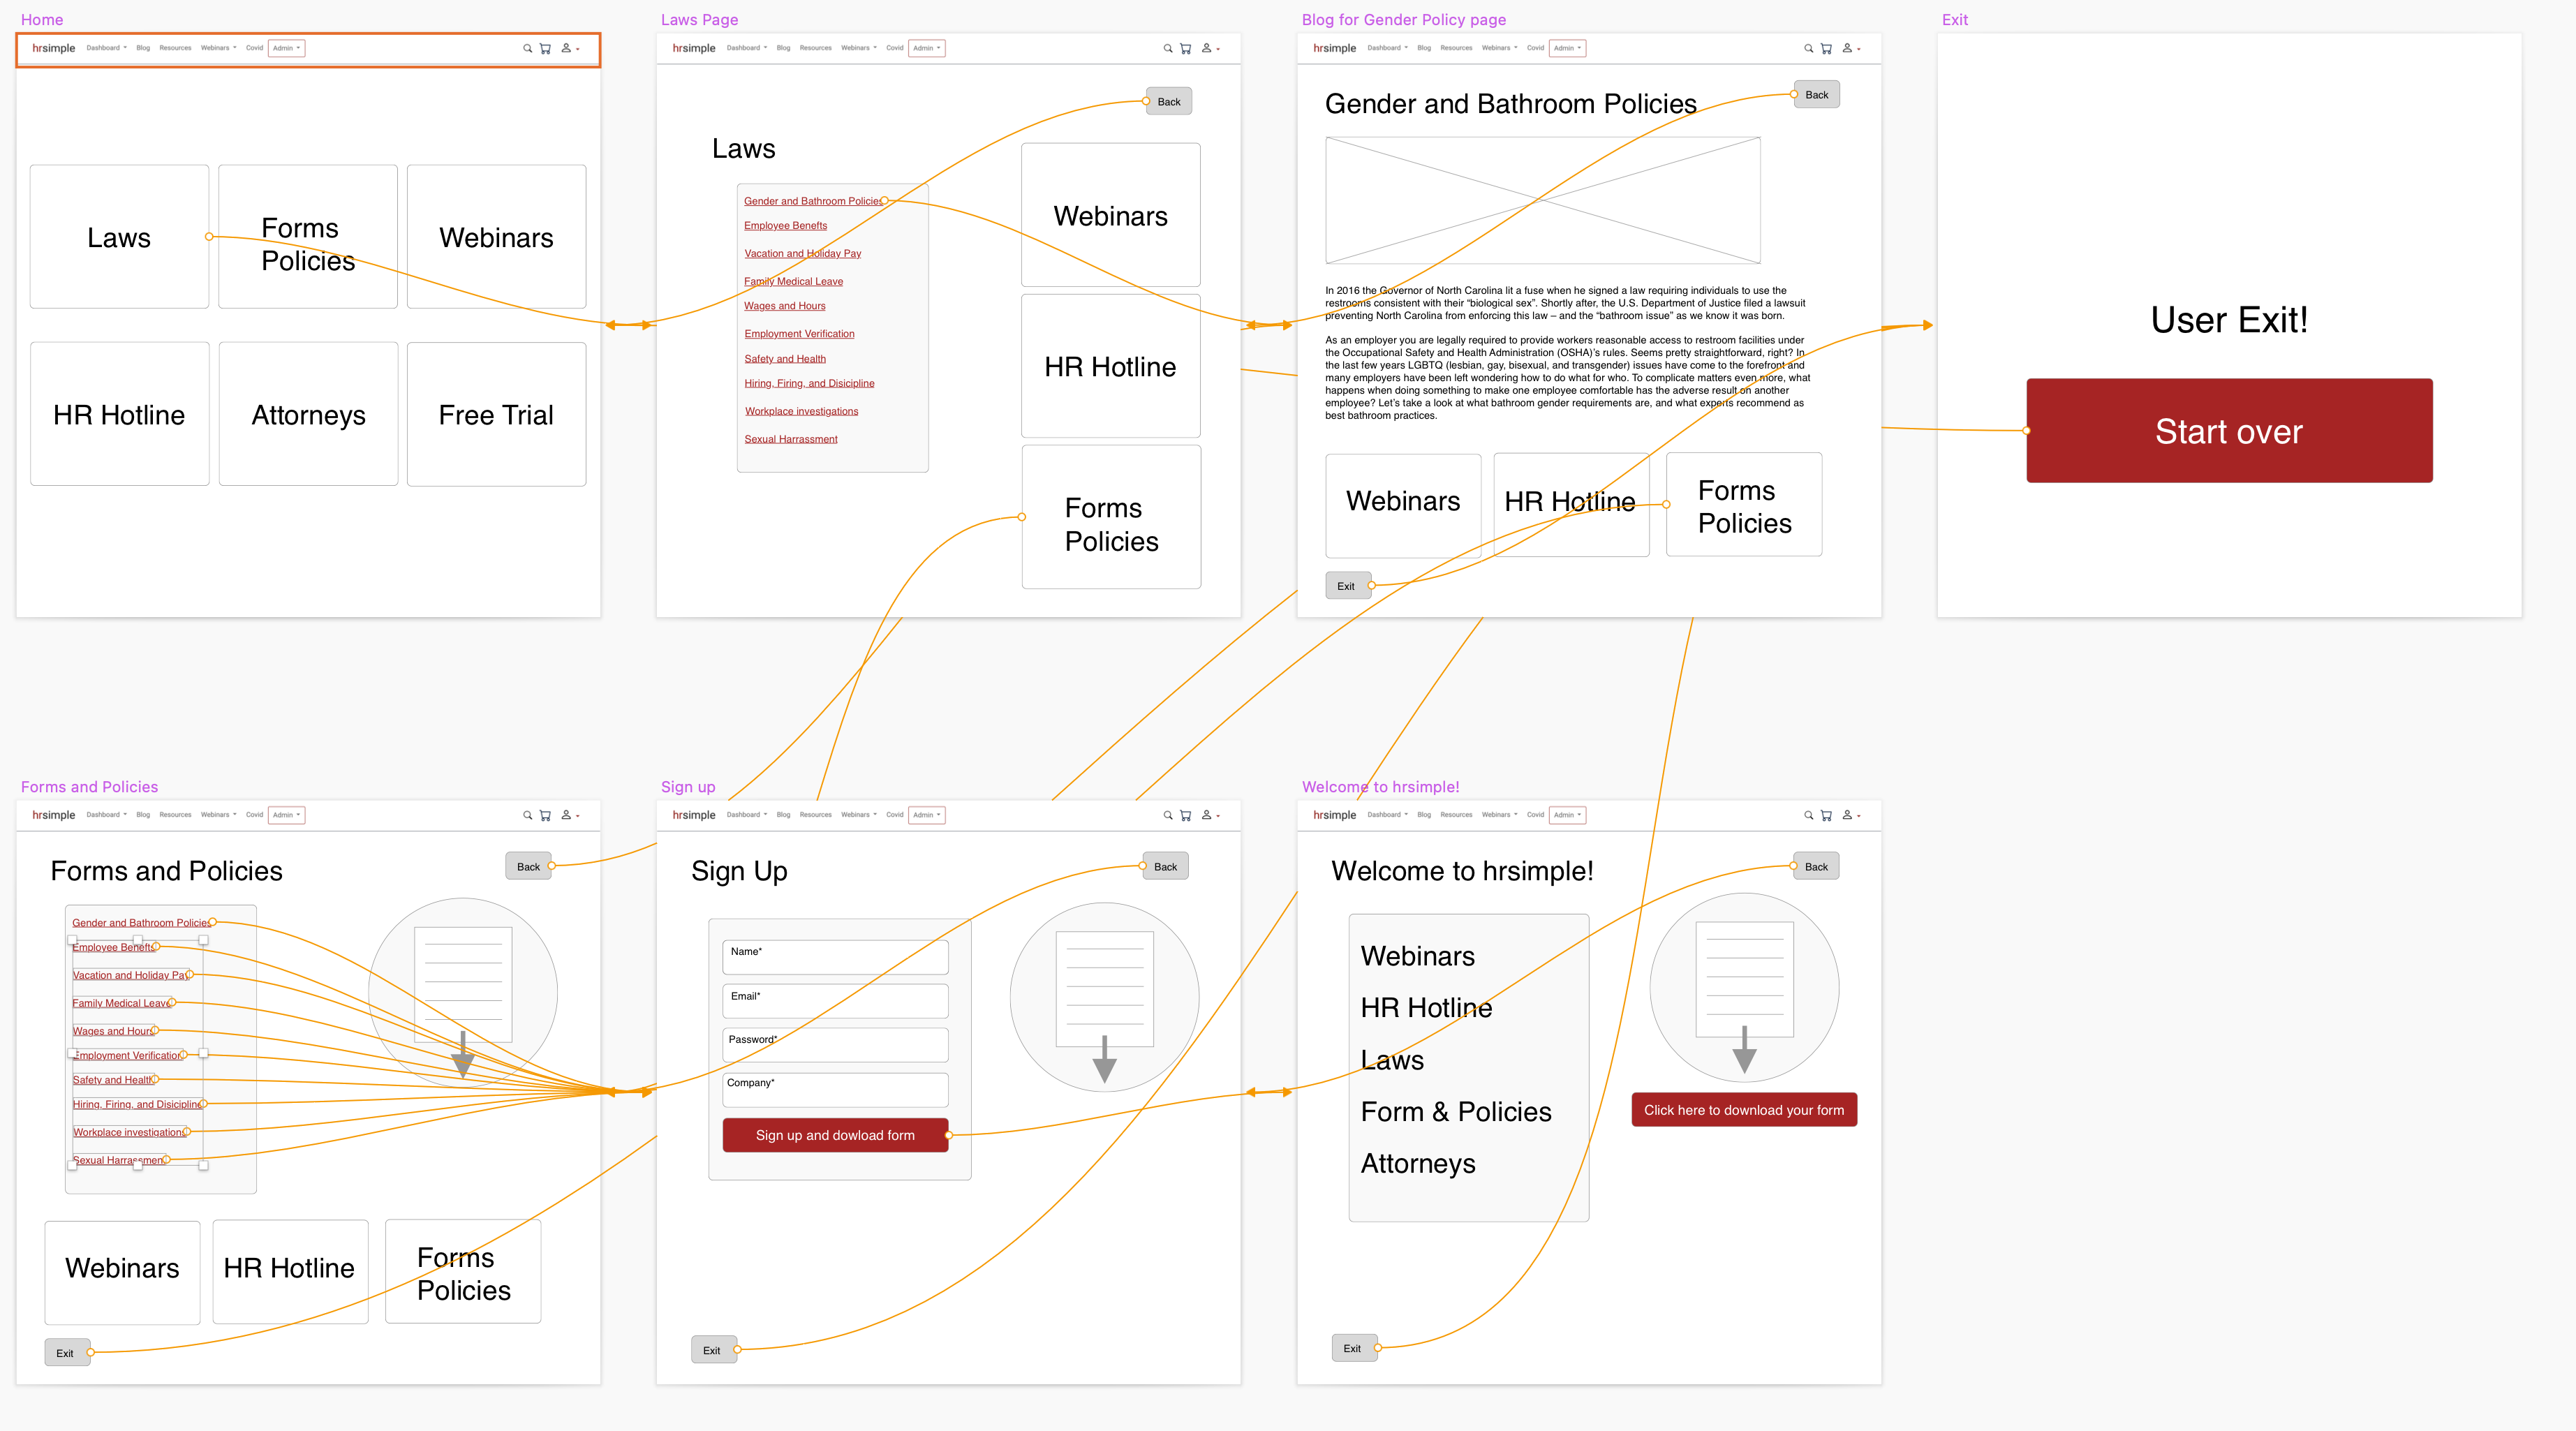 Home
hrsimple Dashboard Blog Resources Webinars Covid Admin
Laws
Forms
Policies
Webinars
HR Hotline
Attorneys
Free Trial
Laws Page
hrsimple Dashboard Blog Resources Webinars Covid Admin
Back
Laws
Gender and Bathroom Policies
Employee Benefts
Vacation and Holiday Pay
Family Medical Leave
Wages and Hours
Employment Verification
Safety and Health
Hiring, Firing, and Disicipline
Workplace investigations
Sexual Harrassment
Webinars
HR Hotline
Forms
Policies
Blog for Gender Policy page
hrsimple Dashboard Blog Resources Webinars Covid Admin
Back
Gender and Bathroom Policies
In 2016 the Governor of North Carolina lit a fuse when he signed a law requiring individuals to use the
restrooms consistent with their “biological sex”. Shortly after, the U.S. Department of Justice filed a lawsuit
preventing North Carolina from enforcing this law – and the “bathroom issue” as we know it was born.
As an employer you are legally required to provide workers reasonable access to restroom facilities under
the Occupational Safety and Health Administration (OSHA)’s rules. Seems pretty straightforward, right? In
the last few years LGBTQ (lesbian, gay, bisexual, and transgender) issues have come to the forefront and
many employers have been left wondering how to do what for who. To complicate matters even more, what
happens when doing something to make one employee comfortable has the adverse result on another
employee? Let’s take a look at what bathroom gender requirements are, and what experts recommend as
best bathroom practices.
Webinars
HR Hotline
Forms
Policies
Exit
Exit
User Exit!
Start over
Forms and Policies
hrsimple Dashboard Blog Resources Webinars Covid Admin
Forms and Policies
Back
Gender and Bathroom Policies
Employee Benefts
Vacation and Holiday Pay
Family Medical Leave
Wages and Hours
Employment Verification
Safety and Health
Hiring, Firing, and Disicipline
Workplace investigations
Sexual Harrassment
Webinars
HR Hotline
Forms
Policies
Exit
Sign up
hrsimple Dashboard Blog Resources Webinars Covid Admin
Sign Up
Back
Name*
Email*
Password*
Company*
Sign up and dowload form
Exit
Welcome to hrsimple!
hrsimple Dashboard Blog Resources Webinars Covid Admin
Welcome to hrsimple!
Back
Webinars
HR Hotline
Laws
Form & Policies
Attorneys
Click here to download your form
Exit